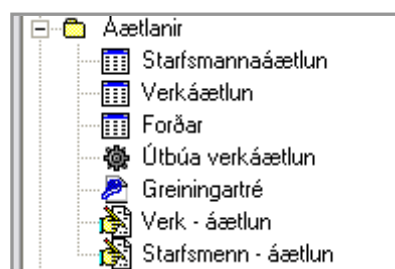 Áætlanir
Starfsmannaáætlun
Verkáætlun
Forðar
Útbúa verkáætlun
Greiningartré
Verk - áætlun
Starfsmenn - áætlun